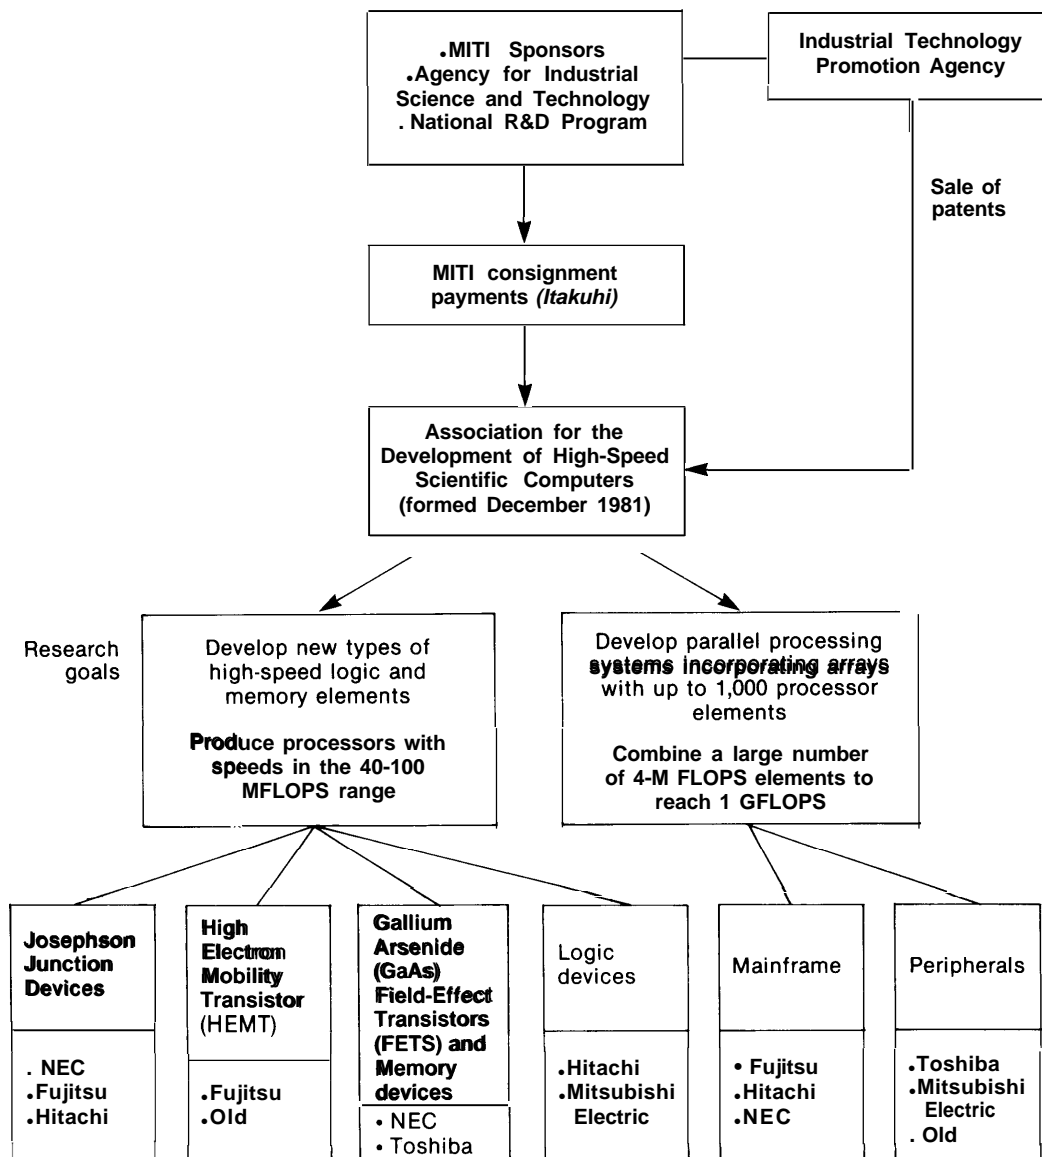 .MITI Sponsors
.Agency for Industrial
Science and Technology
. National R&D Program
Industrial Technology
Promotion Agency
Sale of
patents
MITI consignment
payments (Itakuhi)
Association for the
Development of High-Speed
Scientific Computers
(formed December 1981)
Research
goals
Develop new types of
high-speed logic and
memory elements
Produce processors with
speeds in the 40-100
MFLOPS range
Develop parallel processing
systems incorporating arrays
with up to 1,000 processor
elements
Combine a large number
of 4-M FLOPS elements to
reach 1 GFLOPS
Josephson
Junction
Devices
. NEC
.Fujitsu
.Hitachi
High
Electron
Mobility
Transistor
(HEMT)
.Fujitsu
.Old
Gallium
Arsenide
(GaAs)
Field-Effect
Transistors
(FETS) and
Memory
devices
• NEC
• Toshiba
Logic
devices
.Hitachi
.Mitsubishi
Electric
Mainframe
• Fujitsu
.Hitachi
.NEC
Peripherals
.Toshiba
.Mitsubishi
Electric
. Old